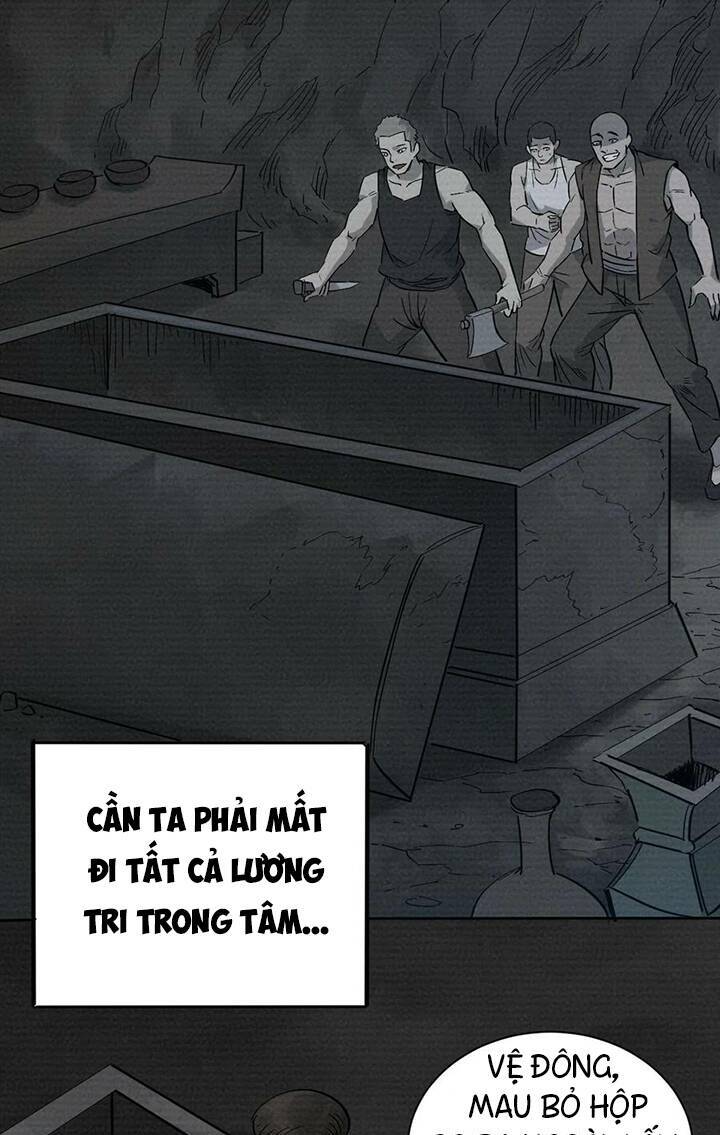 CẦN TA PHẢI MẤT
ĐI TẤT CẢ LƯƠNG
TRI TRONG TÂM...
VỆ ĐÔNG,
MAU BỎ HỘP